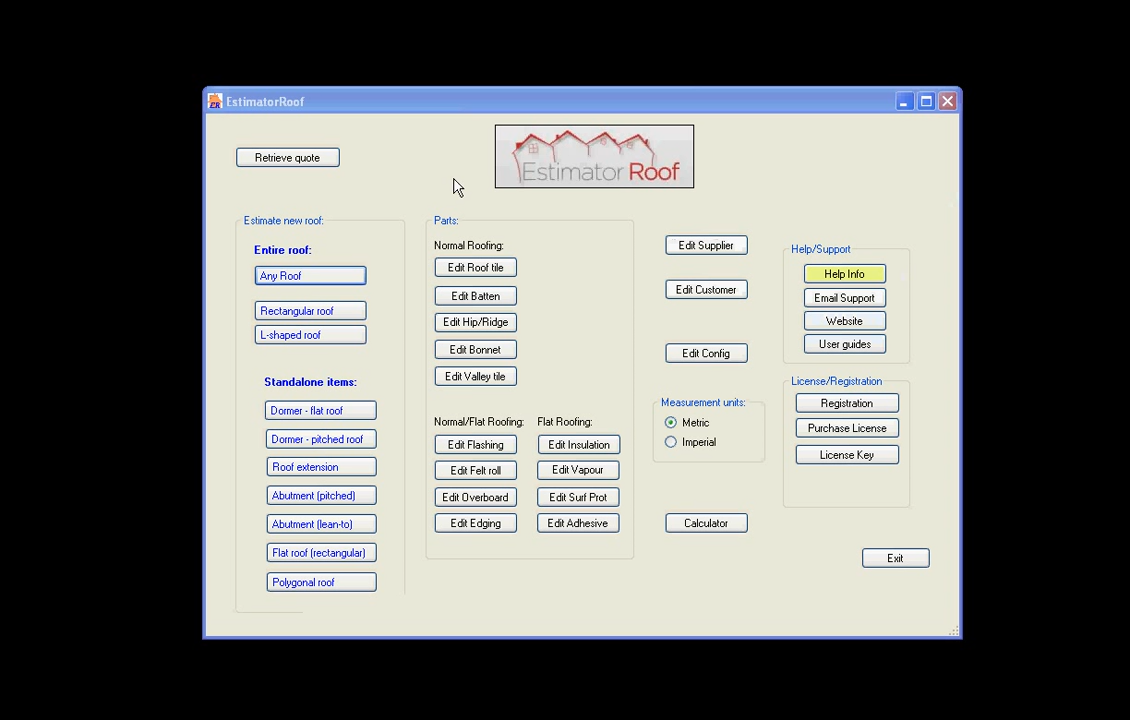 EstimatorRoof
Retrieve quote
Estimator Roof
Estimate new roof:
Entire roof:
Any Roof
Rectangular roof
L-shaped roof
Standalone items:
Dormer - flat roof
Dormer - pitched roof
Roof extension
Abutment (pitched)
Abutment (lean-to)
Flat roof (rectangular)
Polygonal roof
Parts:
Normal Roofing:
Edit Roof tile
Edit Batten
Edit Hip/Ridge
Edit Bonnet
Edit Valley tile
Normal/Flat Roofing:
Edit Flashing
Edit Felt roll
Edit Overboard
Edit Edging
Flat Roofing:
Edit Insulation
Edit Vapour
Edit Surf Prot
Edit Adhesive
Edit Supplier
Edit Customer
Edit Config
Measurement units:
Metric
Imperial
Calculator
Help/Support
Help Info
Email Support
Website
User guides
License/Registration
Registration
Purchase License
License Key
Exit